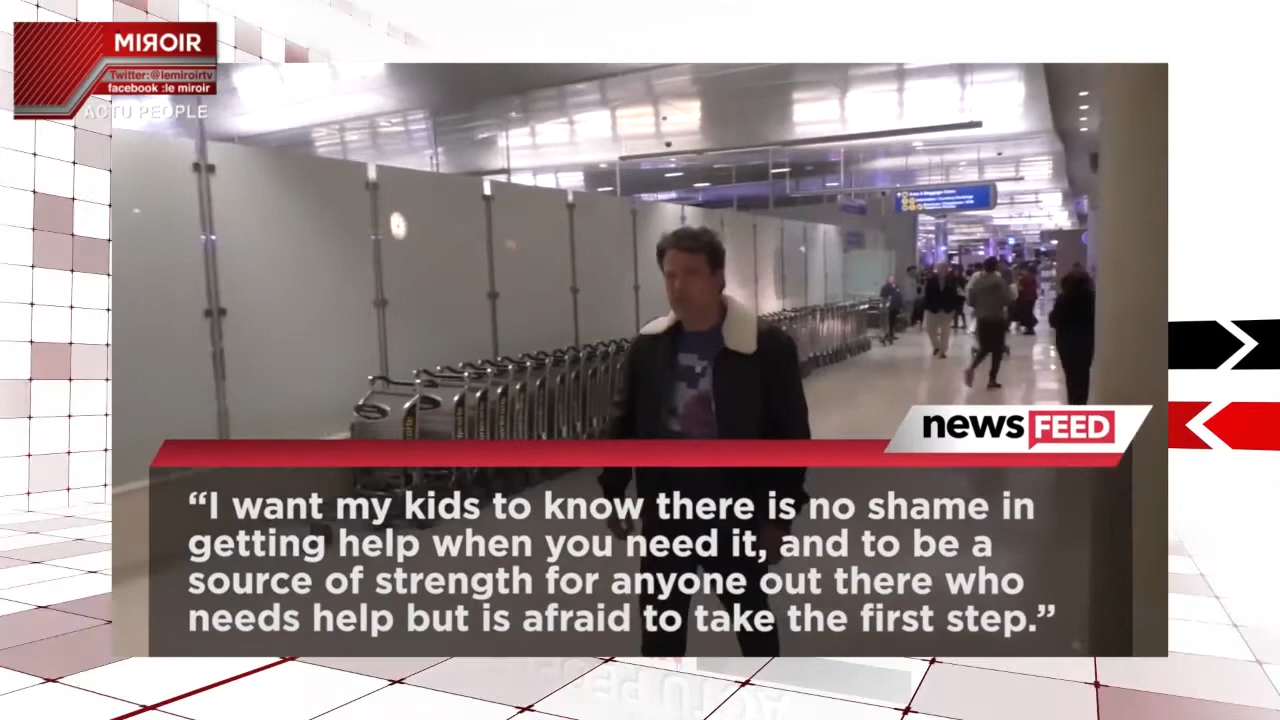 MIЯOIR
Twitter:@lemiroirtv
facebook :le miroir
ACTU PEOPLE
news FEED
“I want my kids to know there is no shame in
getting help when you need it, and to be a
source of strength for anyone out there who
needs help but is afraid to take the first step.”